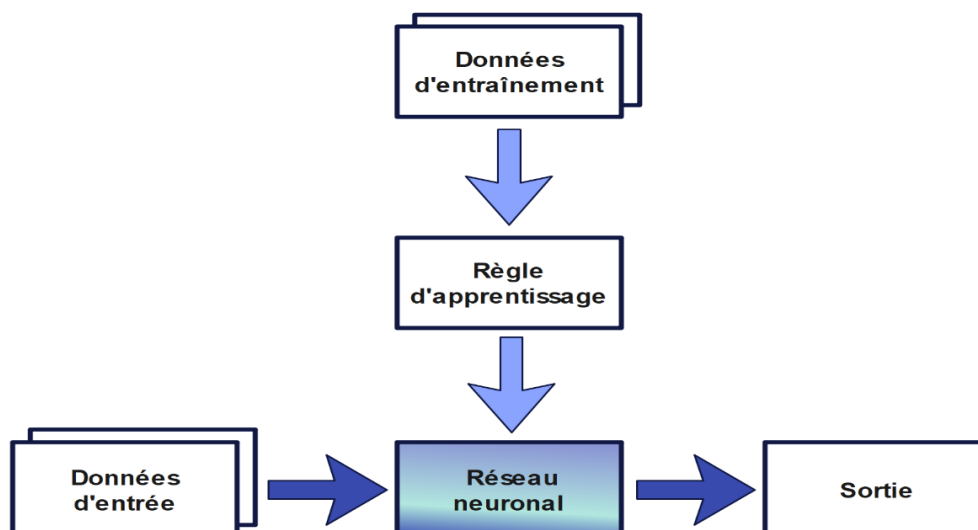 Données
d'entraînement
Règle
d'apprentissage
Données
d'entrée
Réseau
neuronal
Sortie